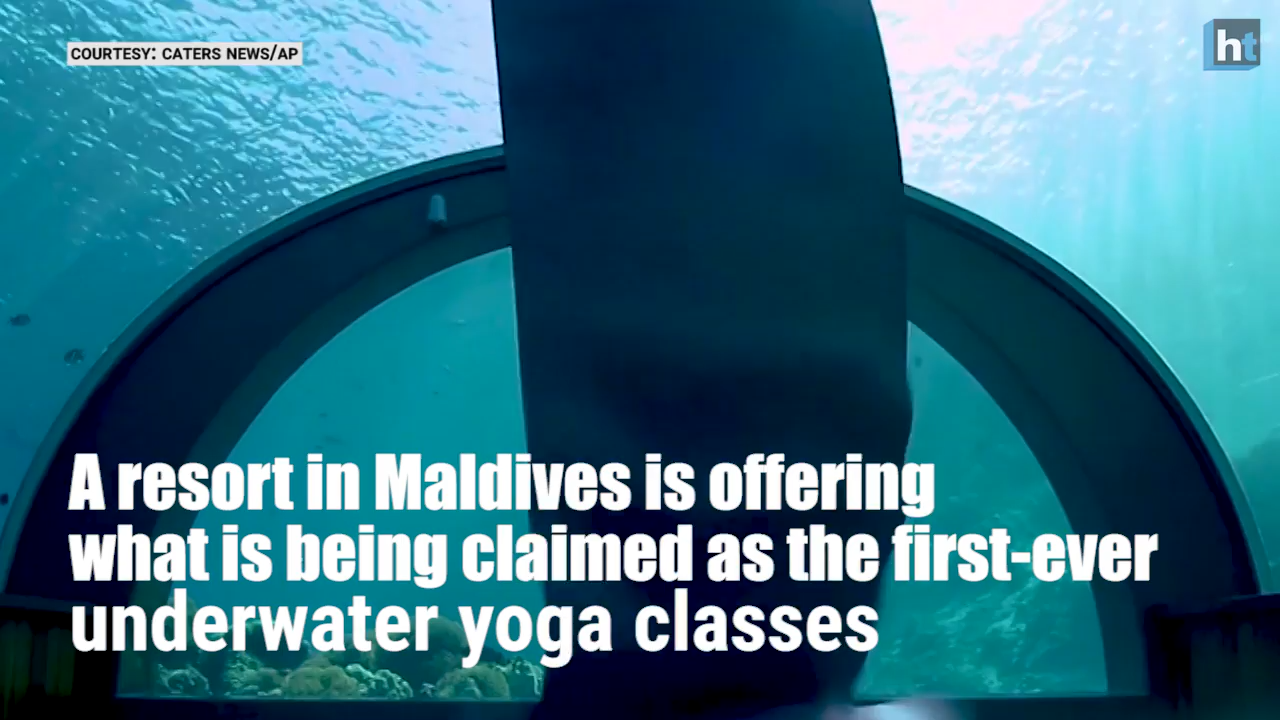 COURTESY: CATERS NEWS/AP
ht
A resort in Maldives is offering
what is being claimed as the first-ever
underwater yoga classes